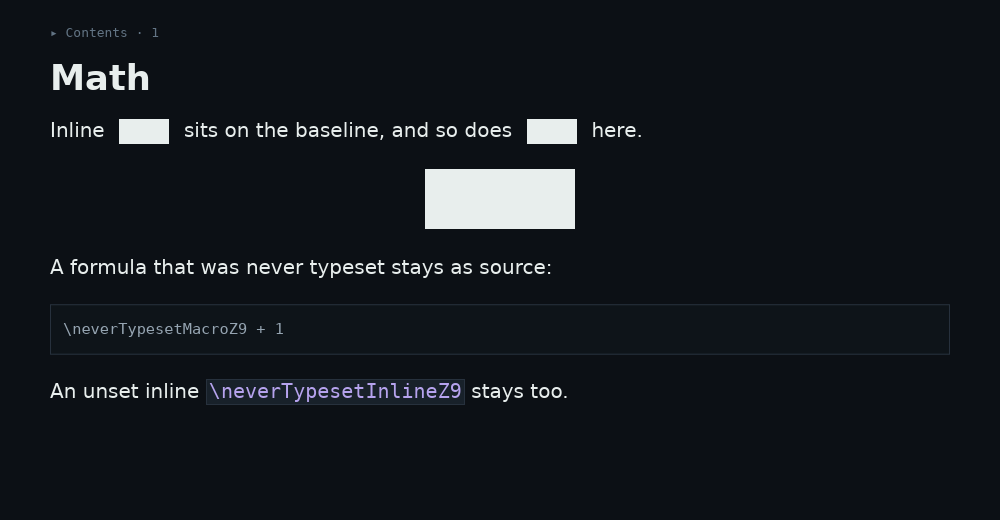 ▸ Contents · 1
Math
Inline sits on the baseline, and so does here.
A formula that was never typeset stays as source:
\neverTypesetMacroZ9 + 1
An unset inline \neverTypesetInlineZ9 stays too.